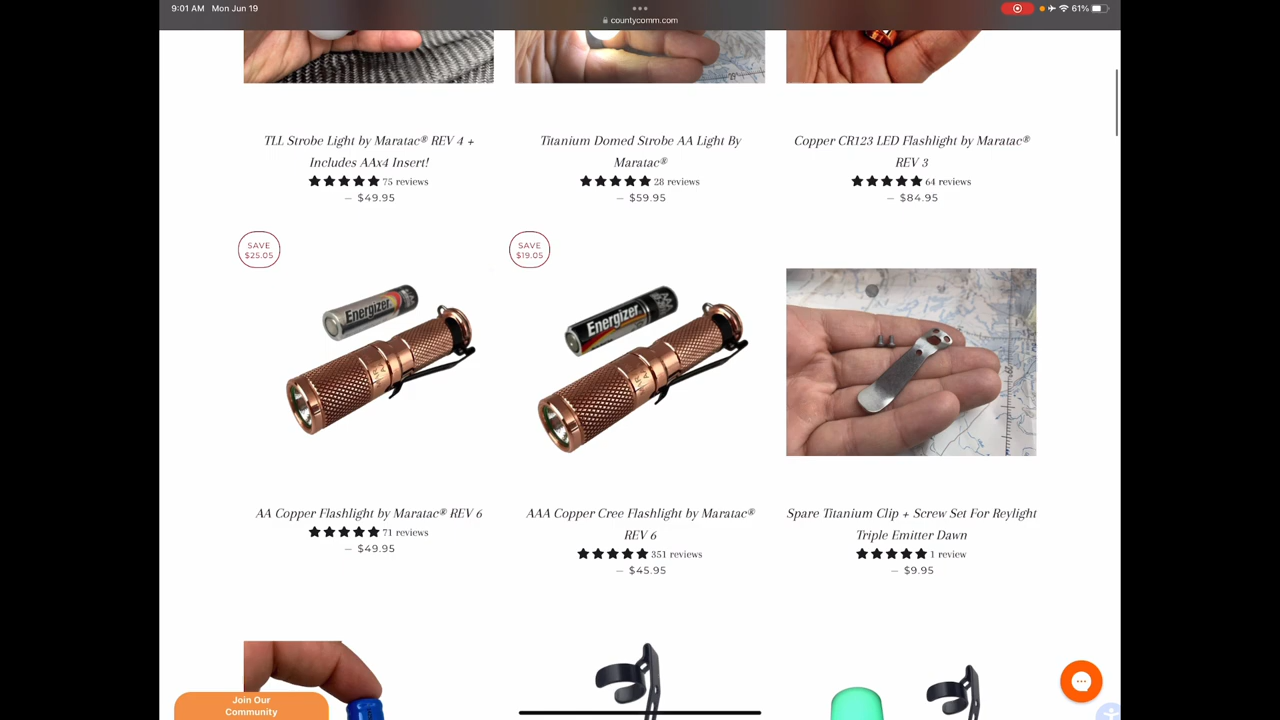 9:01 AM Mon Jun 19
countycomm.com
61%
TLL Strobe Light by Maratac® REV 4 +
Includes AAx4 Insert!
75 reviews
— $49.95
Titanium Domed Strobe AA Light By
Maratac®
28 reviews
— $59.95
Copper CR123 LED Flashlight by Maratac®
REV 3
64 reviews
— $84.95
SAVE
$25.05
Energizer
SAVE
$19.05
Energizer
AA Copper Flashlight by Maratac® REV 6
71 reviews
— $49.95
AAA Copper Cree Flashlight by Maratac®
REV 6
351 reviews
— $45.95
Spare Titanium Clip + Screw Set For Reylight
Triple Emitter Dawn
1 review
— $9.95
Join Our
Community